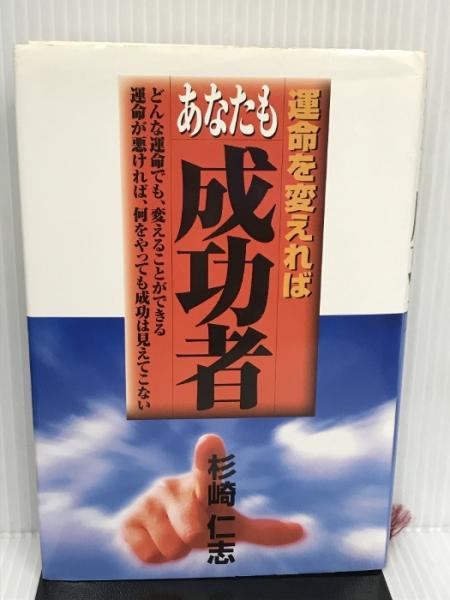 運命を変えれば
あなたも
成功者
どんな運命でも、変えることができる
運命が悪ければ、何をやっても成功は見えてこない
杉崎仁志